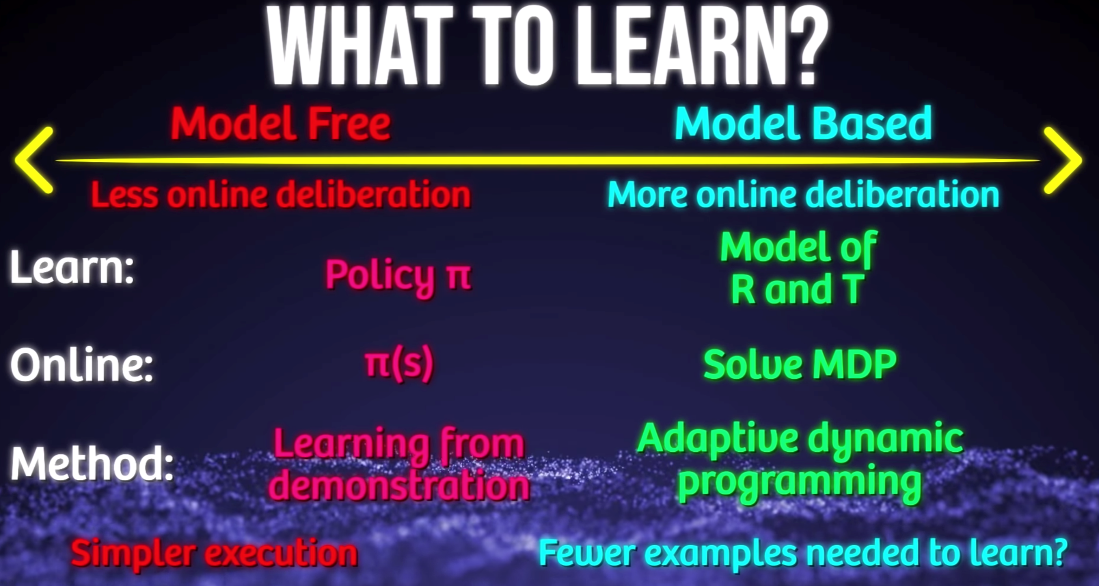 WHAT TO LEARN?
Model Free
Model Based
Less online deliberation
More online deliberation
Learn:
Policy π
Model of
R and T
Online:
π(s)
Solve MDP
Method:
Learning from
demonstration
Adaptive dynamic
programming
Simpler execution
Fewer examples needed to learn?